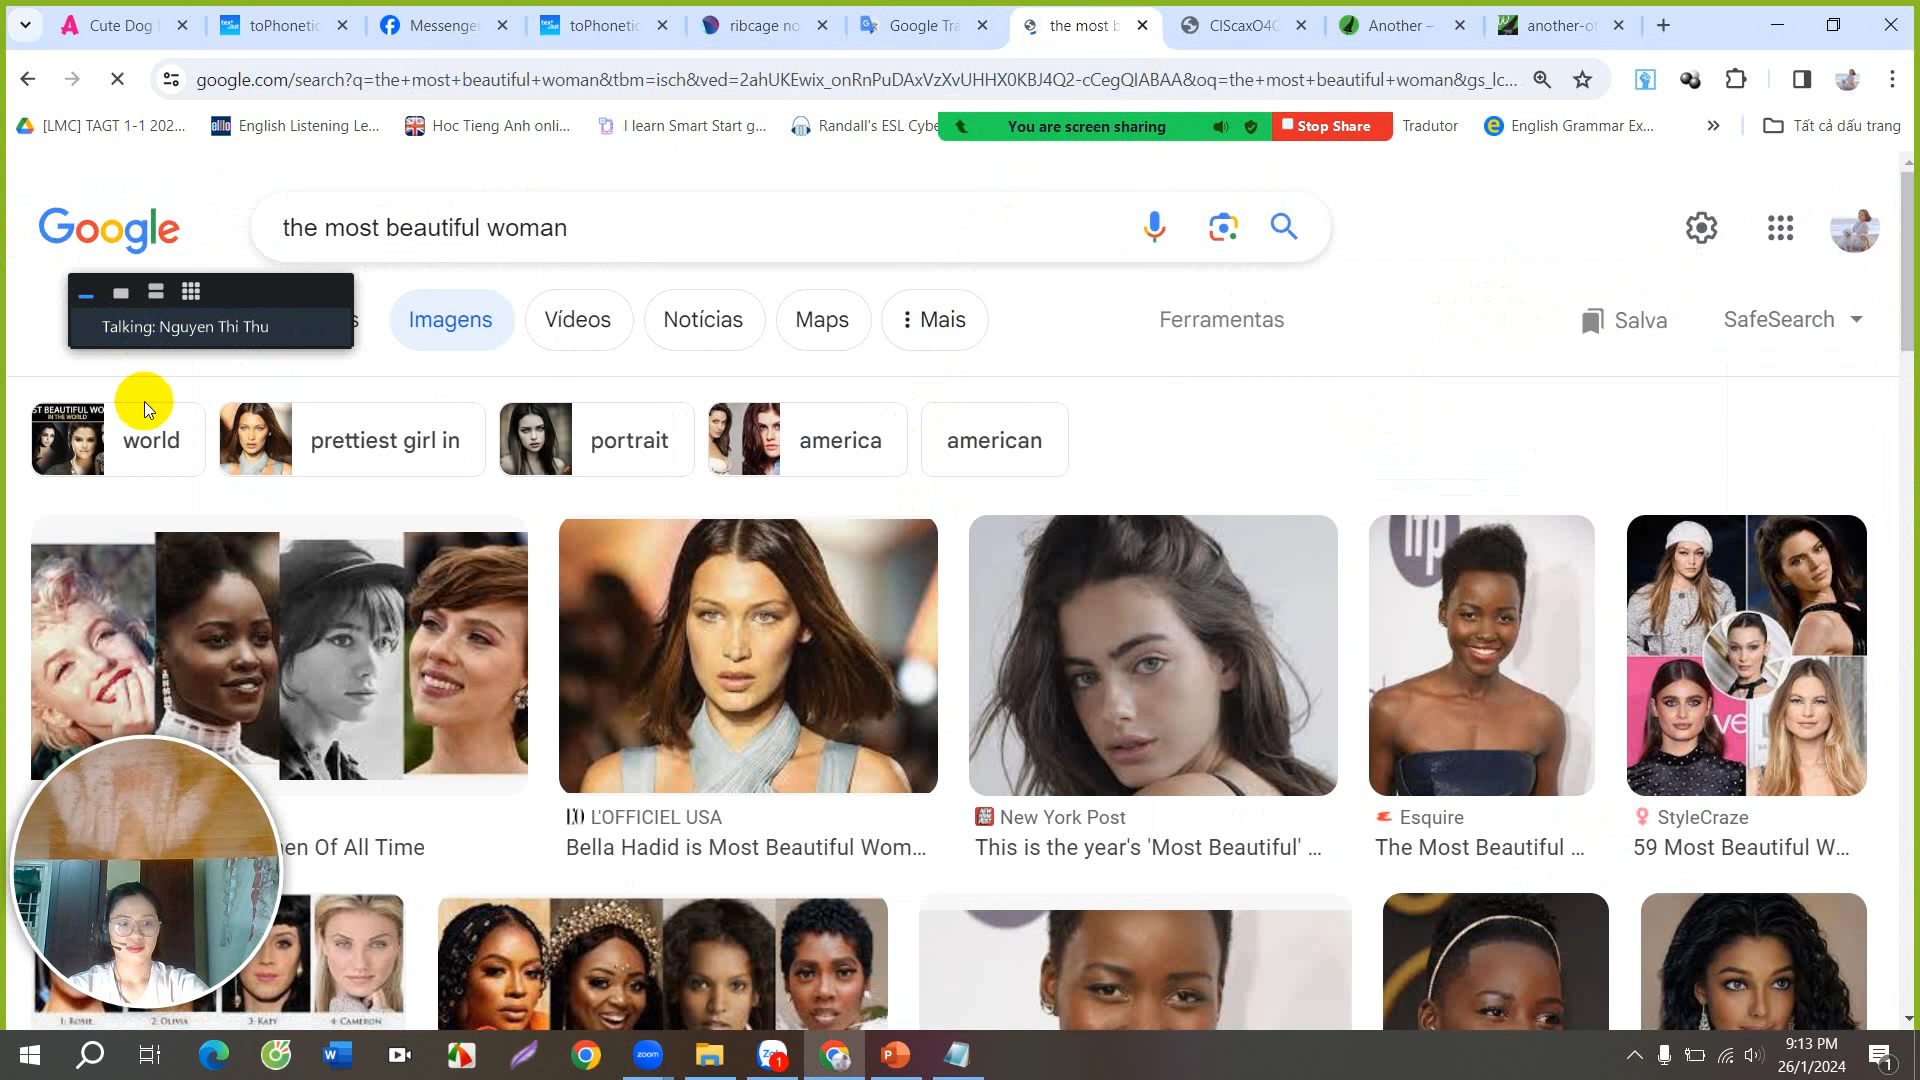 Cute Dog
toPhonetic
Messenge
toPhonetic
ribcage no
Google Tra
the most b
CIScaxO4C
Another –
another-ot
google.com/search?q=the+most+beautiful+woman&tbm=isch&ved=2ahUKEwix_onRnPuDAxVzXvUHHX0KBJ4Q2-cCegQIABAA&oq=the+most+beautiful+woman&gs_lc...
[LMC] TAGT 1-1 202...
English Listening Le...
Hoc Tieng Anh onli...
I learn Smart Start g...
Randall's ESL Cybe
You are screen sharing
Stop Share
Tradutor
English Grammar Ex...
Tất cả dấu trang
Google
the most beautiful woman
Talking: Nguyen Thi Thu
s
Imagens
Vídeos
Notícias
Maps
Mais
Ferramentas
Salva
SafeSearch
world
prettiest girl in
portrait
america
american
L'OFFICIEL USA
New York Post
Esquire
StyleCraze
en Of All Time
Bella Hadid is Most Beautiful Wom...
This is the year's 'Most Beautiful' ...
The Most Beautiful ...
59 Most Beautiful W...
1: ROSIE
2: OLIVIA
3: KATY
4: CAMERON
zoom
1
9:13 PM
26/1/2024
1